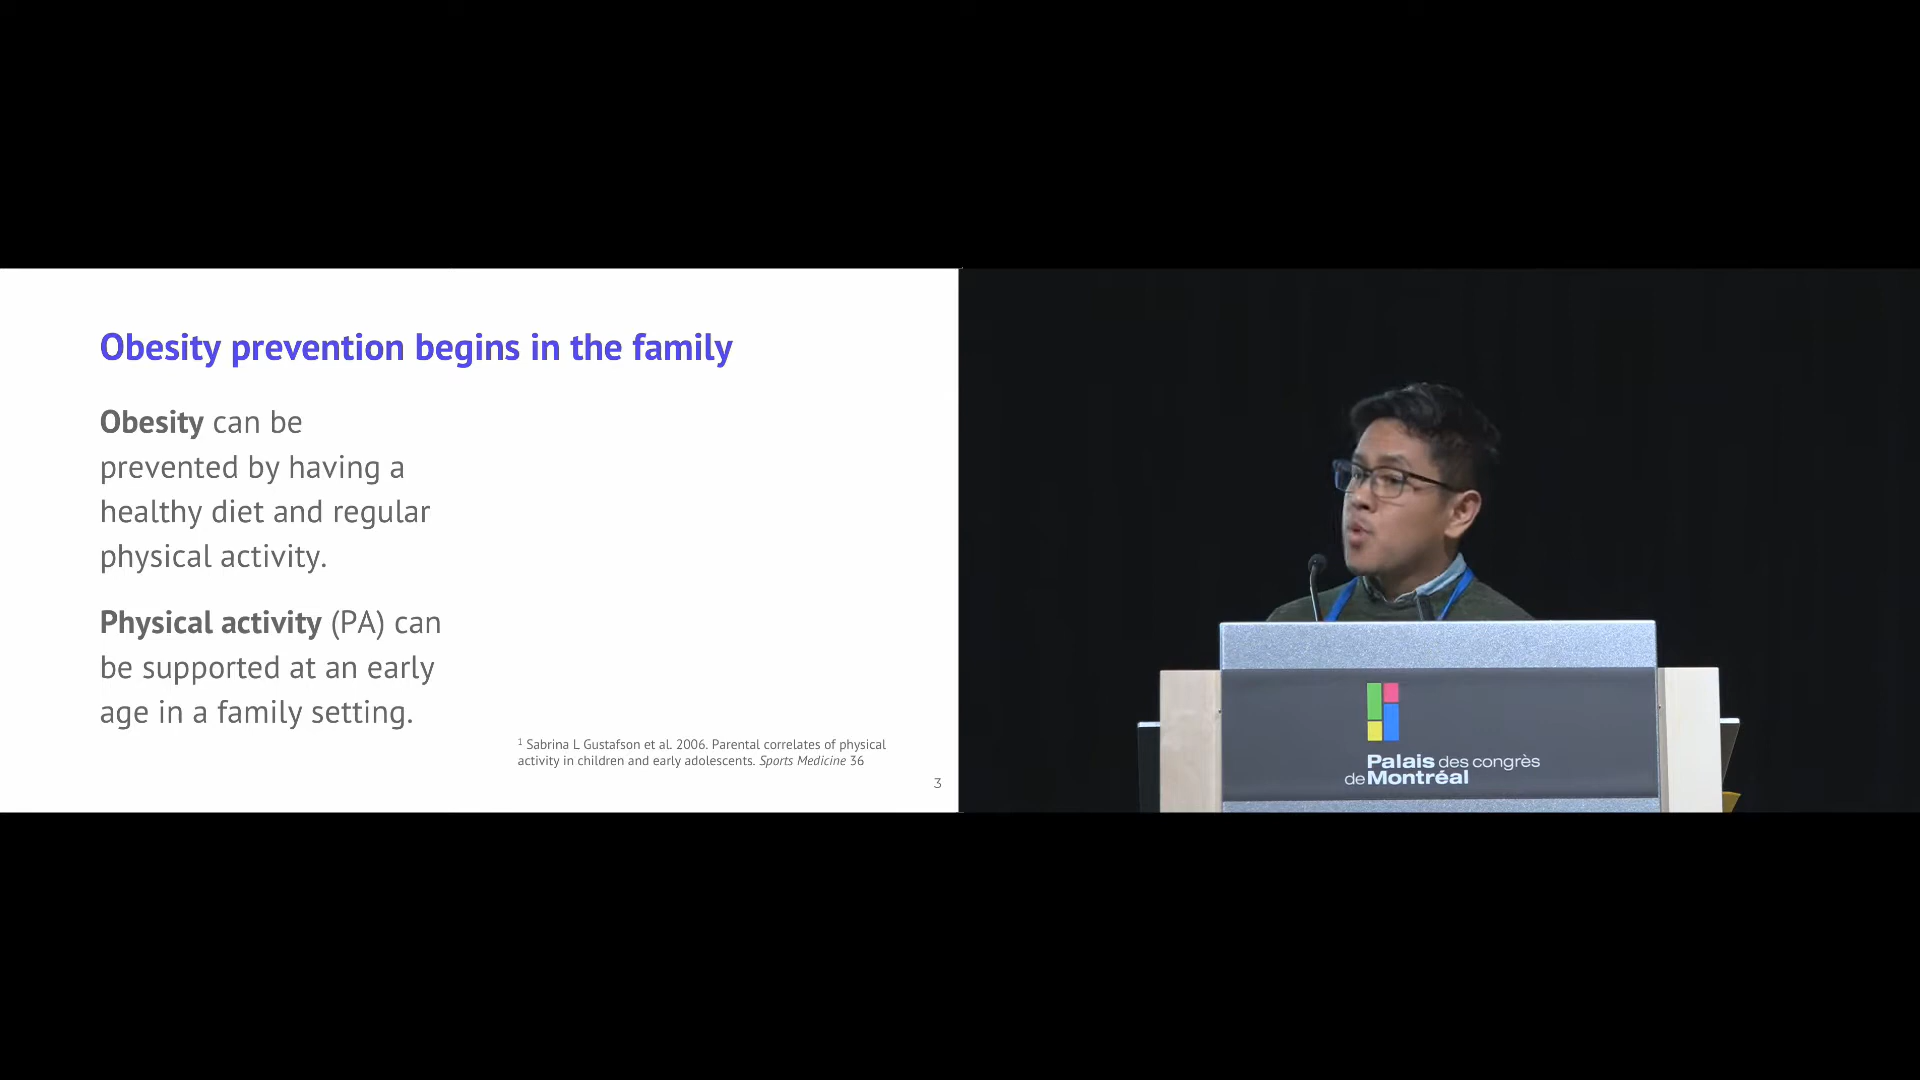 Obesity prevention begins in the family
Obesity can be
prevented by having a
healthy diet and regular
physical activity.
Physical activity (PA) can
be supported at an early
age in a family setting.
1 Sabrina L Gustafson et al. 2006. Parental correlates of physical
activity in children and early adolescents. Sports Medicine 36
3
Palais des congrès
de Montréal